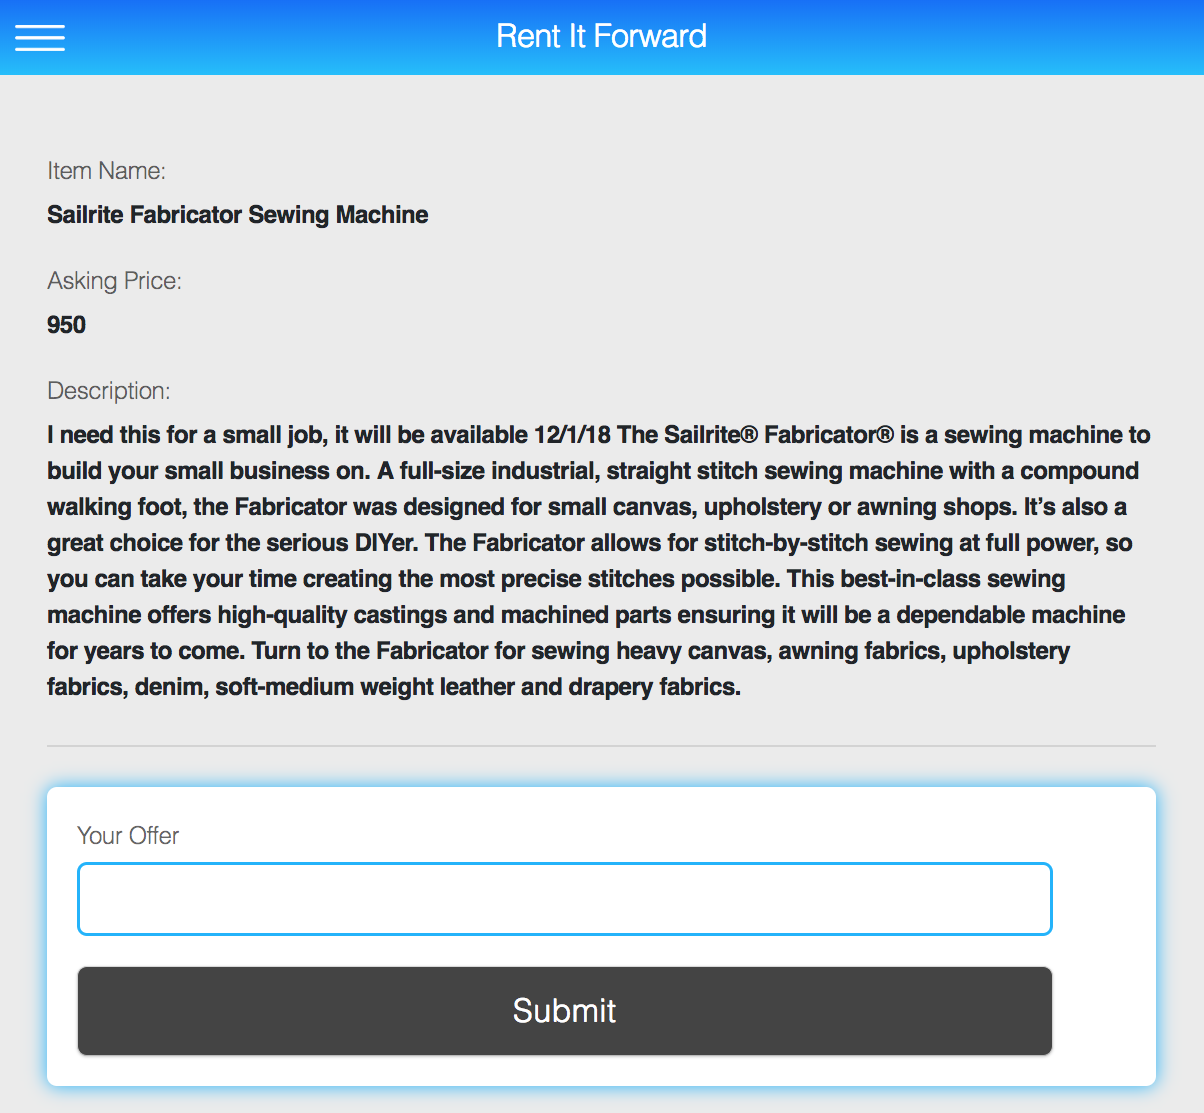 Rent It Forward
Item Name:
Sailrite Fabricator Sewing Machine
Asking Price:
950
Description:
I need this for a small job, it will be available 12/1/18 The Sailrite® Fabricator® is a sewing machine to
build your small business on. A full-size industrial, straight stitch sewing machine with a compound
walking foot, the Fabricator was designed for small canvas, upholstery or awning shops. It’s also a
great choice for the serious DIYer. The Fabricator allows for stitch-by-stitch sewing at full power, so
you can take your time creating the most precise stitches possible. This best-in-class sewing
machine offers high-quality castings and machined parts ensuring it will be a dependable machine
for years to come. Turn to the Fabricator for sewing heavy canvas, awning fabrics, upholstery
fabrics, denim, soft-medium weight leather and drapery fabrics.
Your Offer
Submit